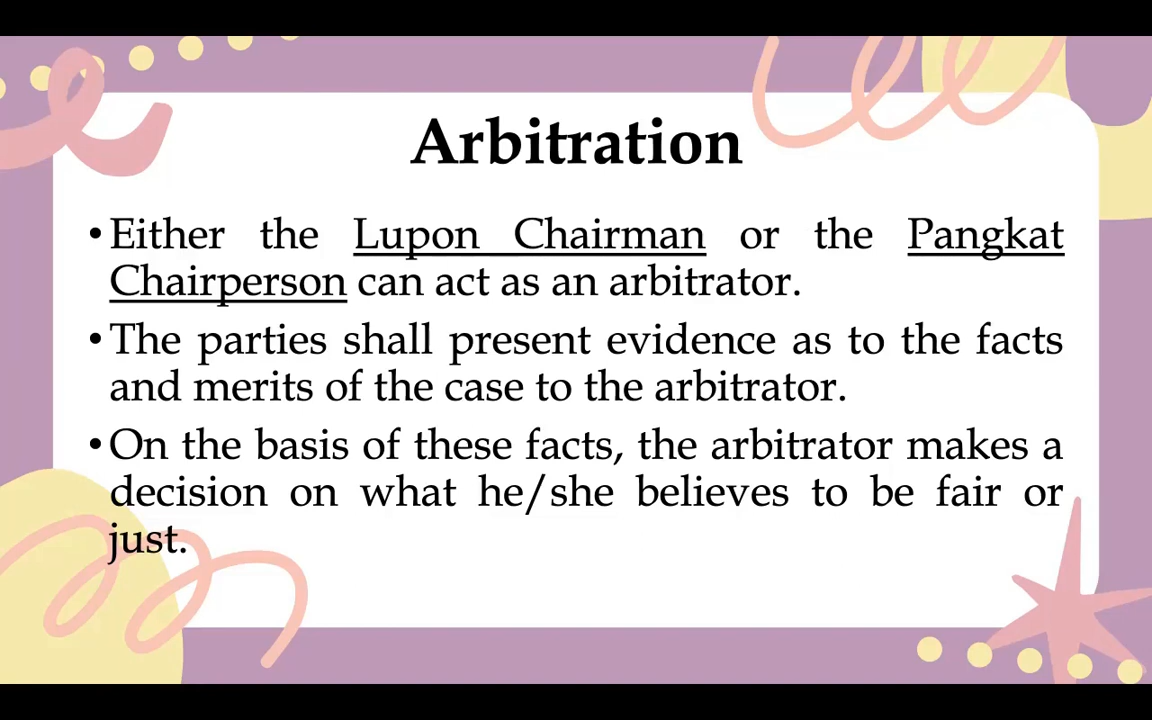 Arbitration
•Either the Lupon Chairman or the Pangkat
Chairperson can act as an arbitrator.
•The parties shall present evidence as to the facts
and merits of the case to the arbitrator.
•On the basis of these facts, the arbitrator makes a
decision on what he/she believes to be fair or
just.